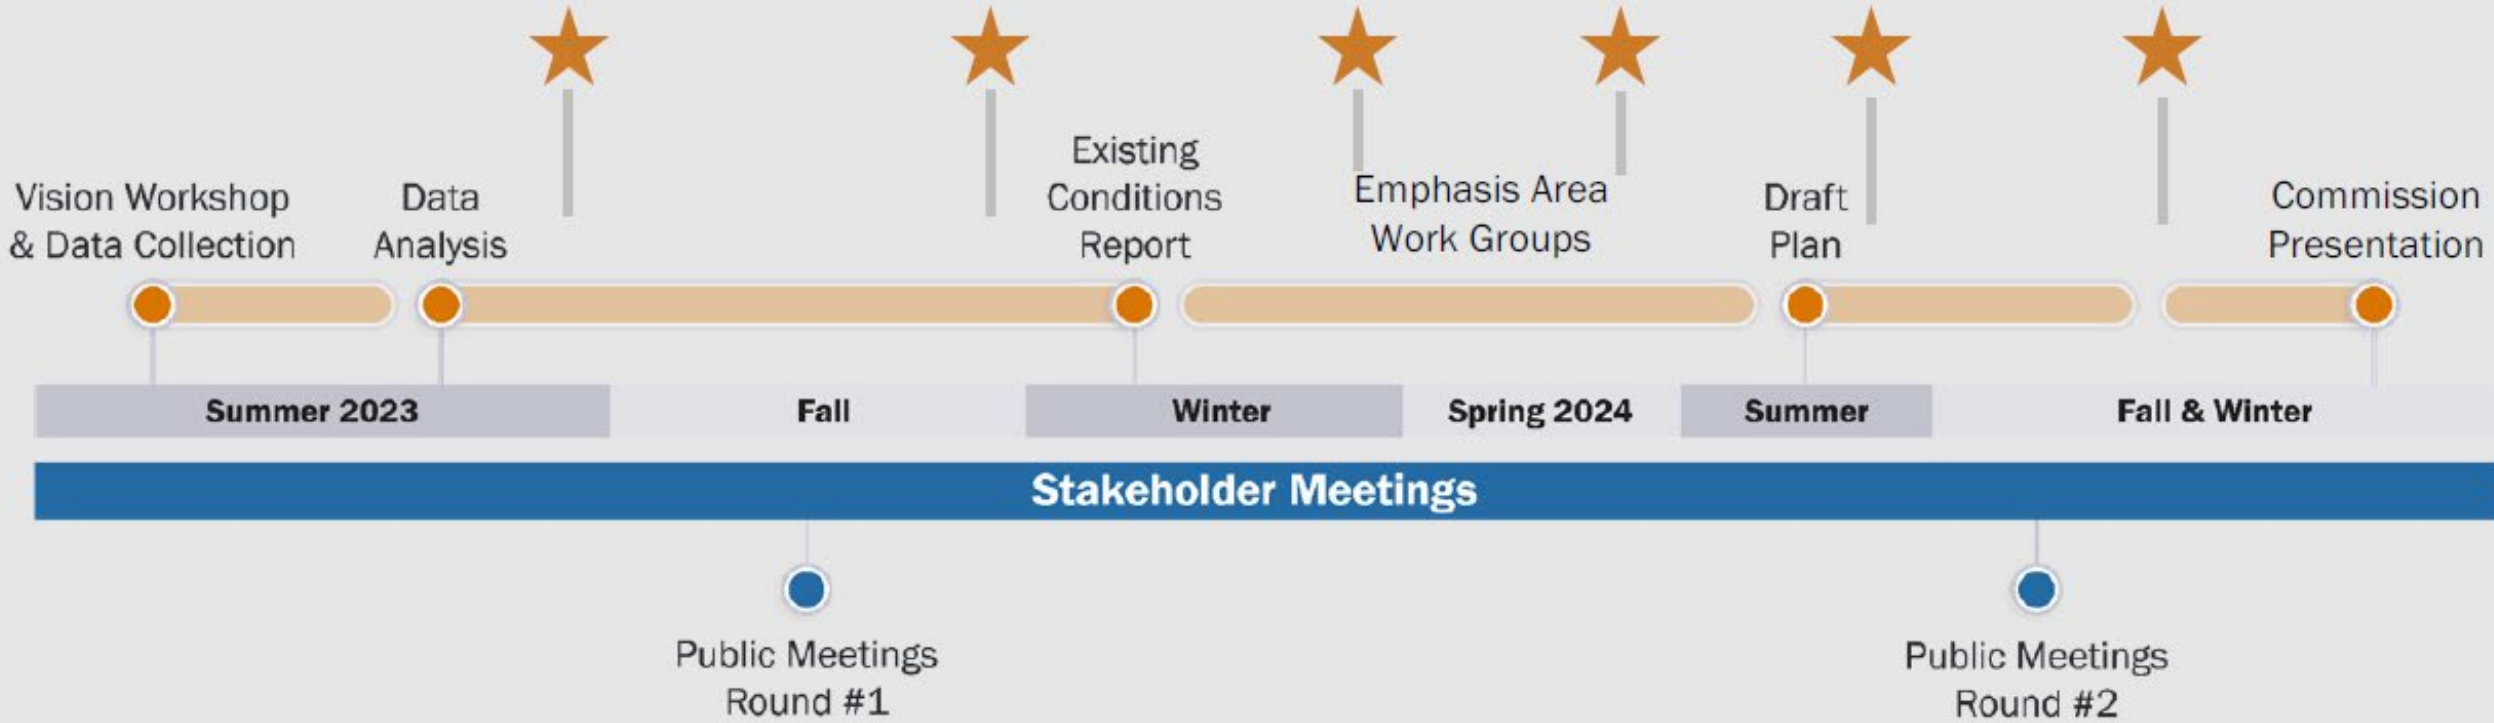 Vision Workshop
& Data Collection
Data
Analysis
Existing
Conditions
Report
Emphasis Area
Work Groups
Draft
Plan
Commission
Presentation
Summer 2023
Fall
Winter
Spring 2024
Summer
Fall & Winter
Stakeholder Meetings
Public Meetings
Round #1
Public Meetings
Round #2